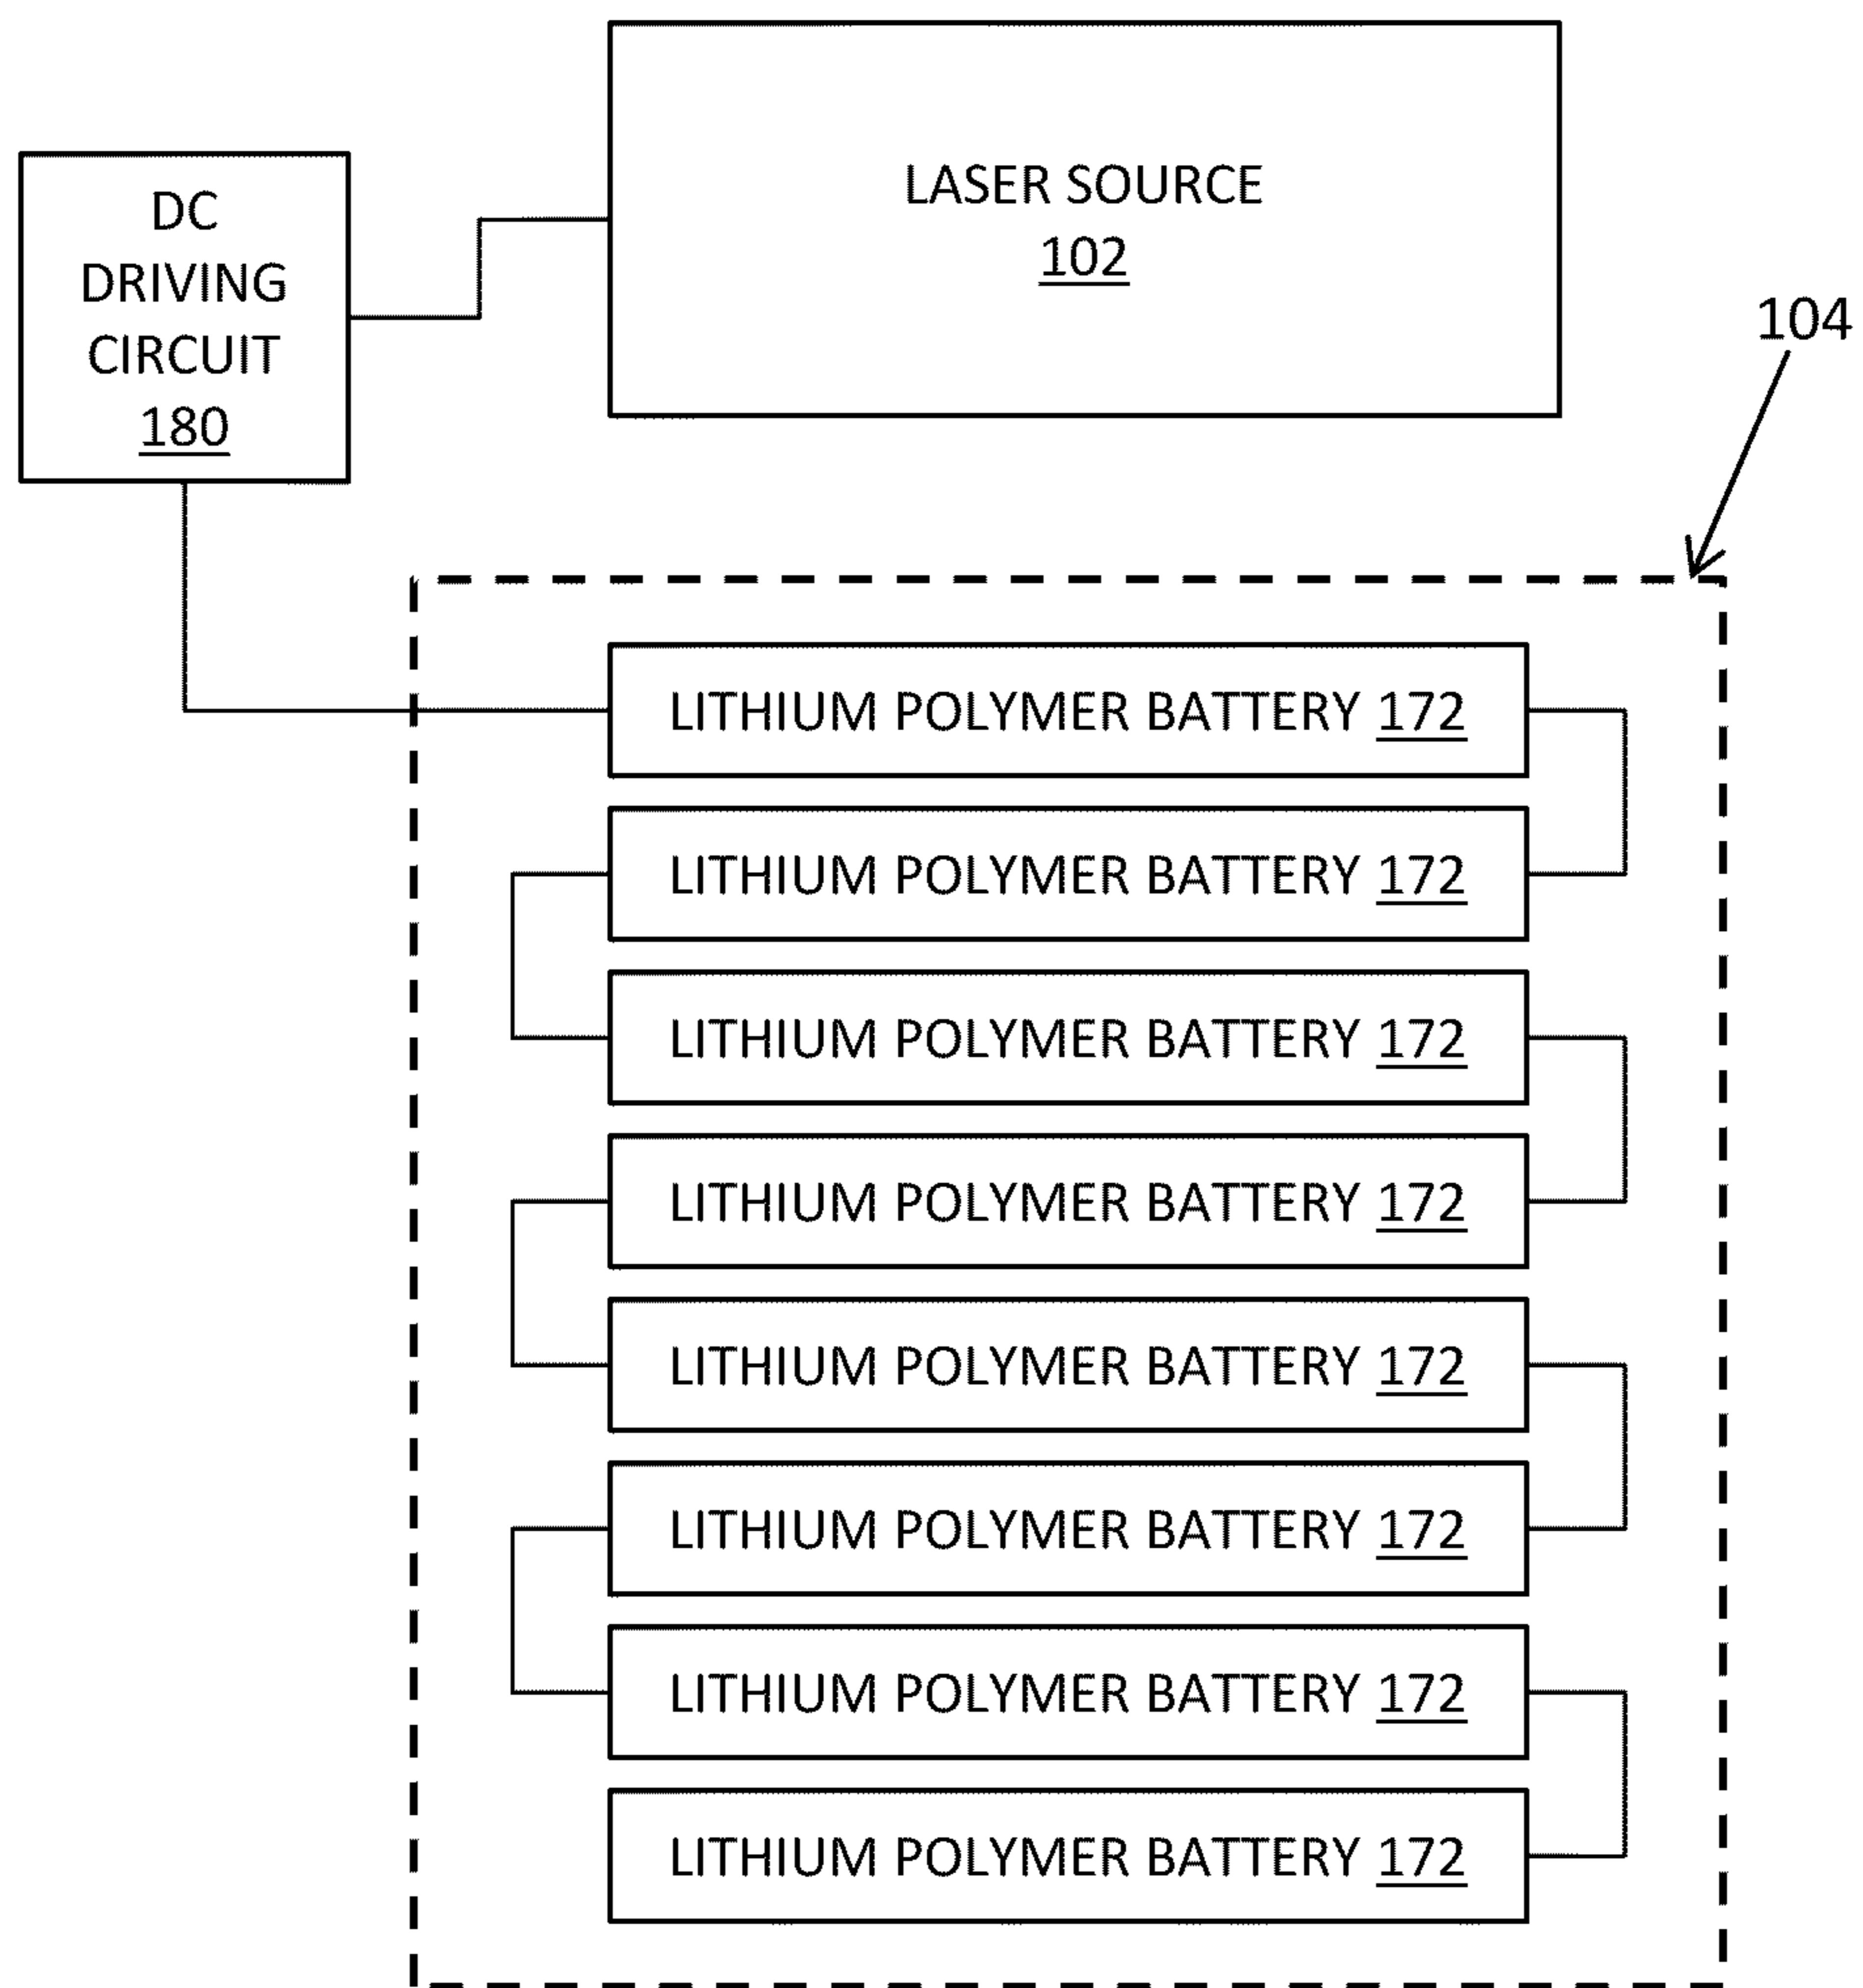 LASER SOURCE
102
DC
DRIVING
CIRCUIT
180
104
LITHIUM POLYMER BATTERY 172
LITHIUM POLYMER BATTERY 172
LITHIUM POLYMER BATTERY 172
LITHIUM POLYMER BATTERY 172
LITHIUM POLYMER BATTERY 172
LITHIUM POLYMER BATTERY 172
LITHIUM POLYMER BATTERY 172
LITHIUM POLYMER BATTERY 172